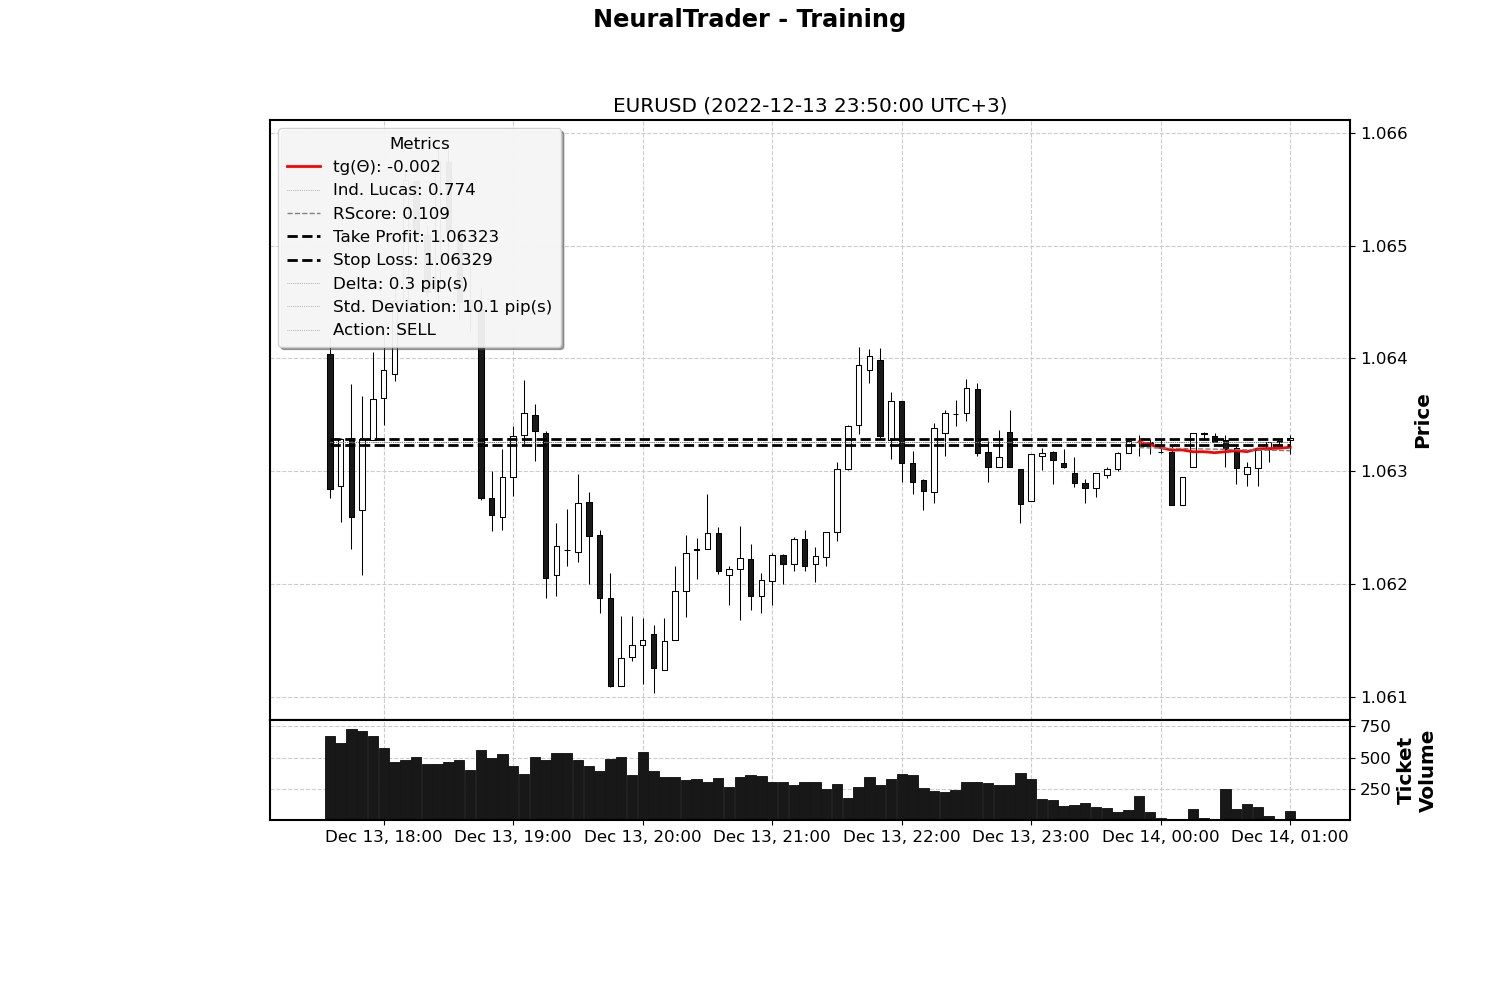 NeuralTrader - Training
EURUSD (2022-12-13 23:50:00 UTC+3)
Metrics
tg(Θ): -0.002
Ind. Lucas: 0.774
RScore: 0.109
Take Profit: 1.06323
Stop Loss: 1.06329
Delta: 0.3 pip(s)
Std. Deviation: 10.1 pip(s)
Action: SELL
1.066
1.065
1.064
1.063
1.062
1.061
Price
750
500
250
Ticket
Volume
Dec 13, 18:00 Dec 13, 19:00 Dec 13, 20:00 Dec 13, 21:00 Dec 13, 22:00 Dec 13, 23:00 Dec 14, 00:00 Dec 14, 01:00